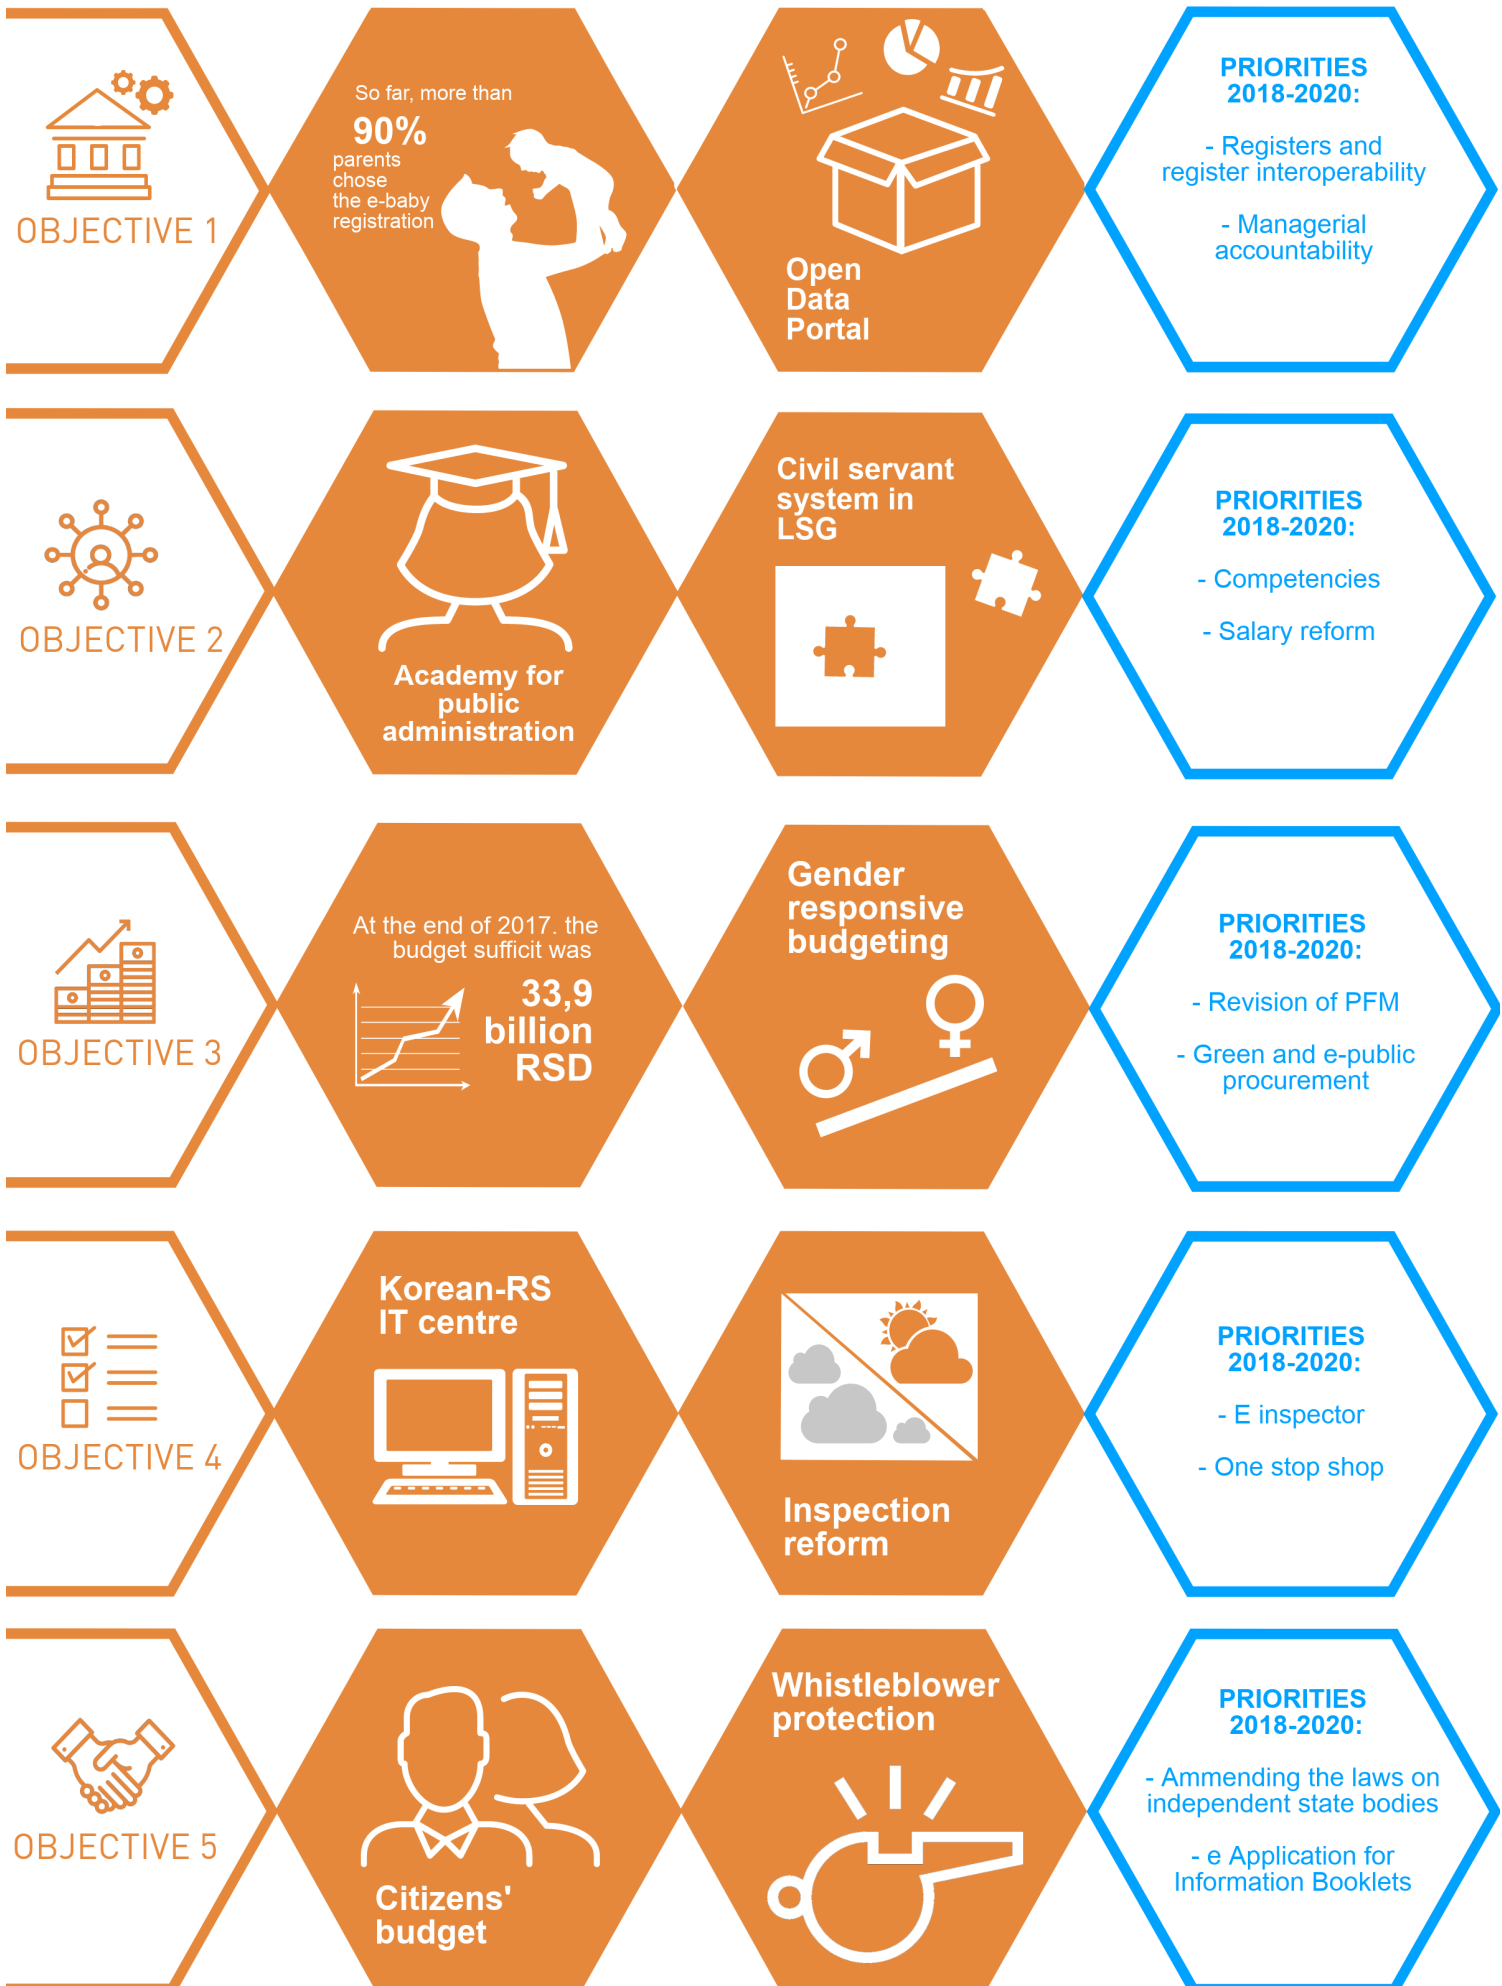 OBJECTIVE 1
So far, more than
90%
parents
chose
the e-baby
registration
Open
Data
Portal
PRIORITIES
2018-2020:
- Registers and
register interoperability
- Managerial
accountability
OBJECTIVE 2
Academy for
public
administration
Civil servant
system in
LSG
PRIORITIES
2018-2020:
- Competencies
- Salary reform
OBJECTIVE 3
At the end of 2017. the
budget sufficit was
33,9
billion
RSD
Gender
responsive
budgeting
PRIORITIES
2018-2020:
- Revision of PFM
- Green and e-public
procurement
OBJECTIVE 4
Korean-RS
IT centre
Inspection
reform
PRIORITIES
2018-2020:
- E inspector
- One stop shop
OBJECTIVE 5
Citizens'
budget
Whistleblower
protection
PRIORITIES
2018-2020:
- Ammending the laws on
independent state bodies
- e Application for
Information Booklets